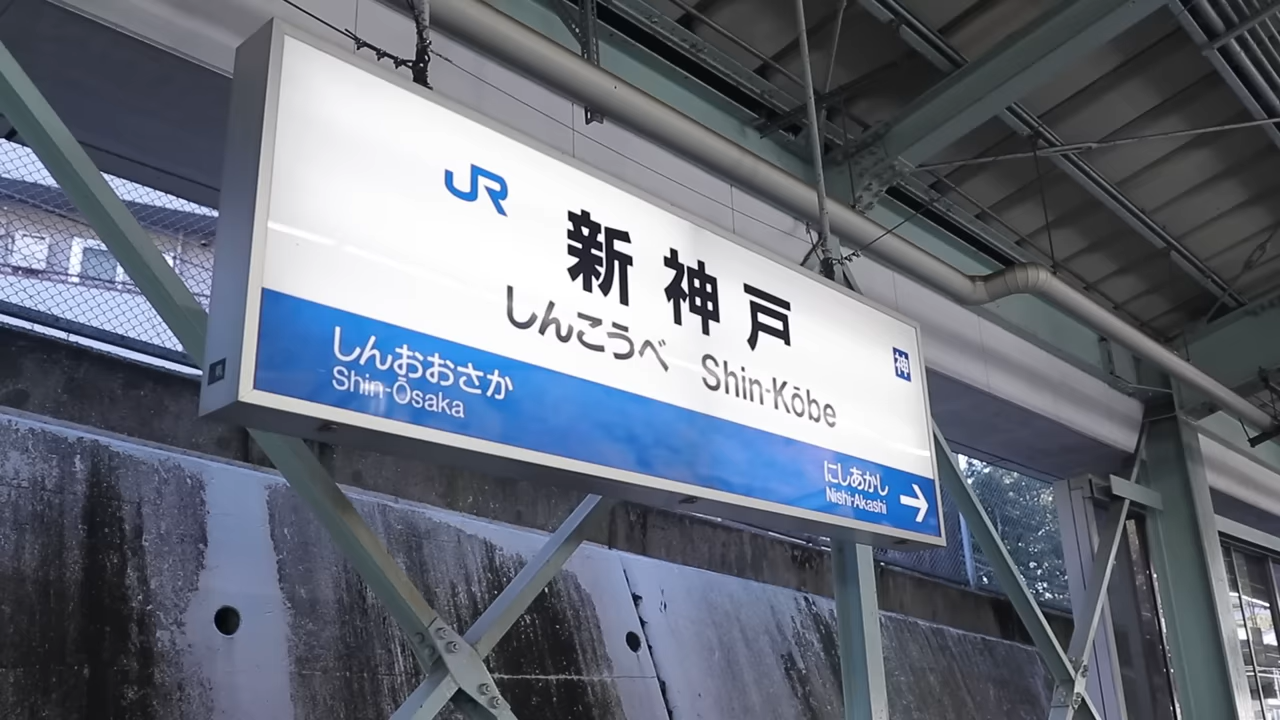 JR
新神戸
しんこうべ Shin-Kōbe
神
しんおおさか
Shin-Ōsaka
にしあかし
Nishi-Akashi
→